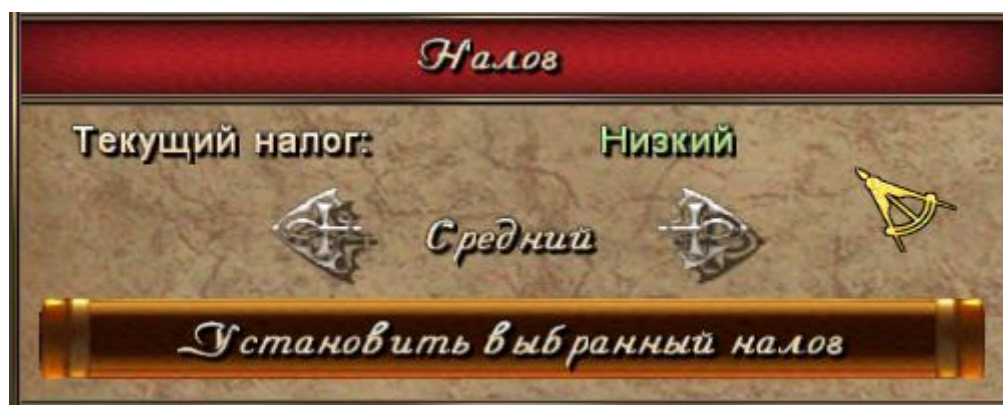 Налог
Текущий налог: Низкий
Средний
Установить выбранный налог